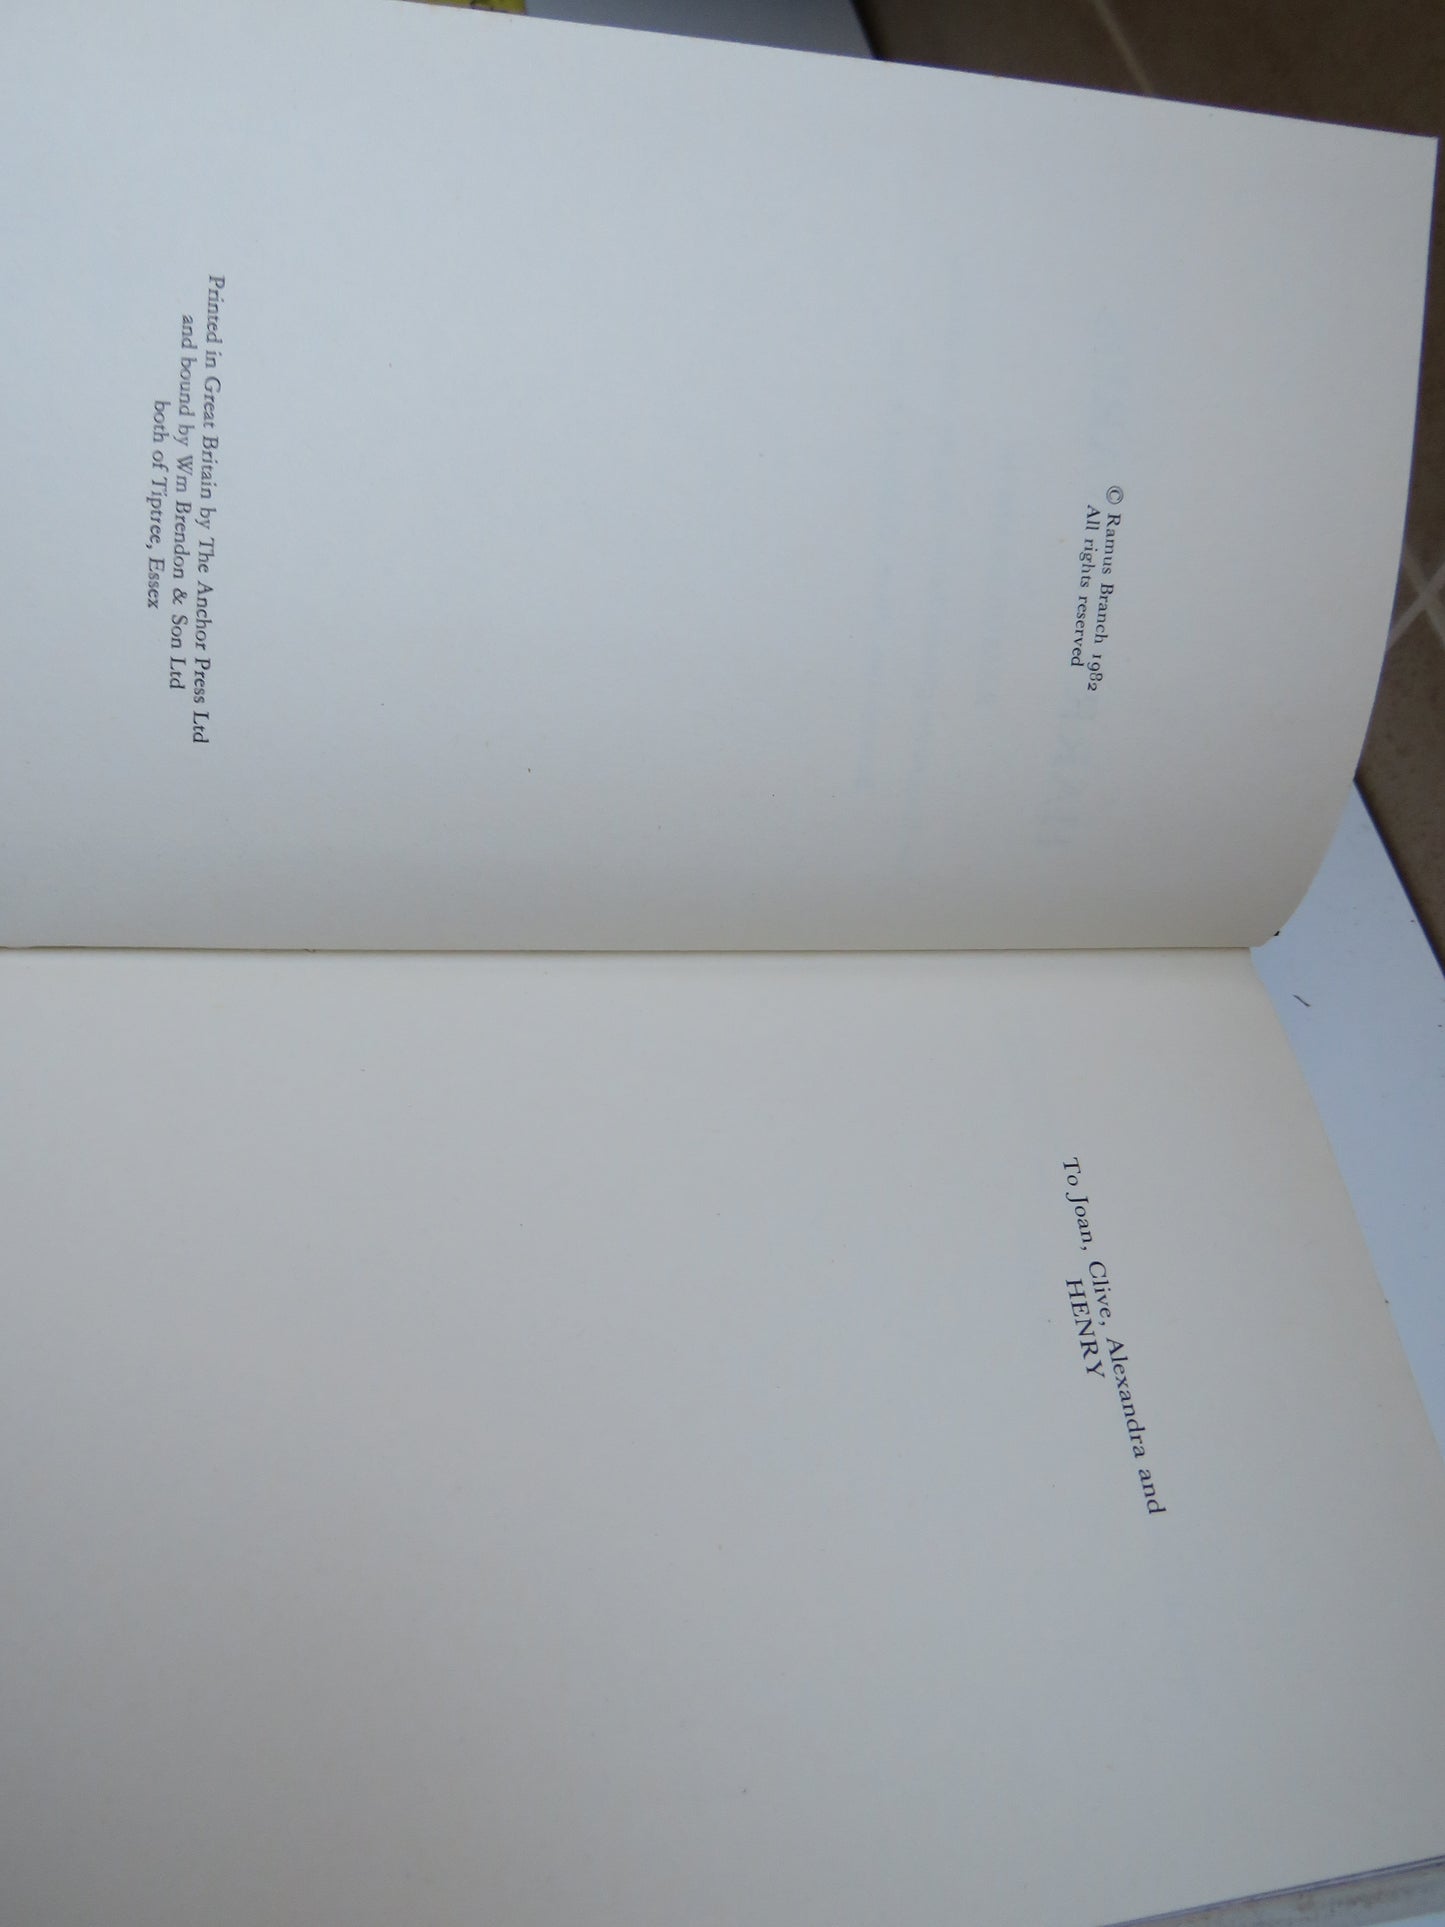 © Ramus Branch 1982
All rights reserved
Printed in Great Britain by The Anchor Press Ltd
and bound by Wm Brendon & Son Ltd
both of Tiptree, Essex
To Joan, Clive, Alexandra and
HENRY